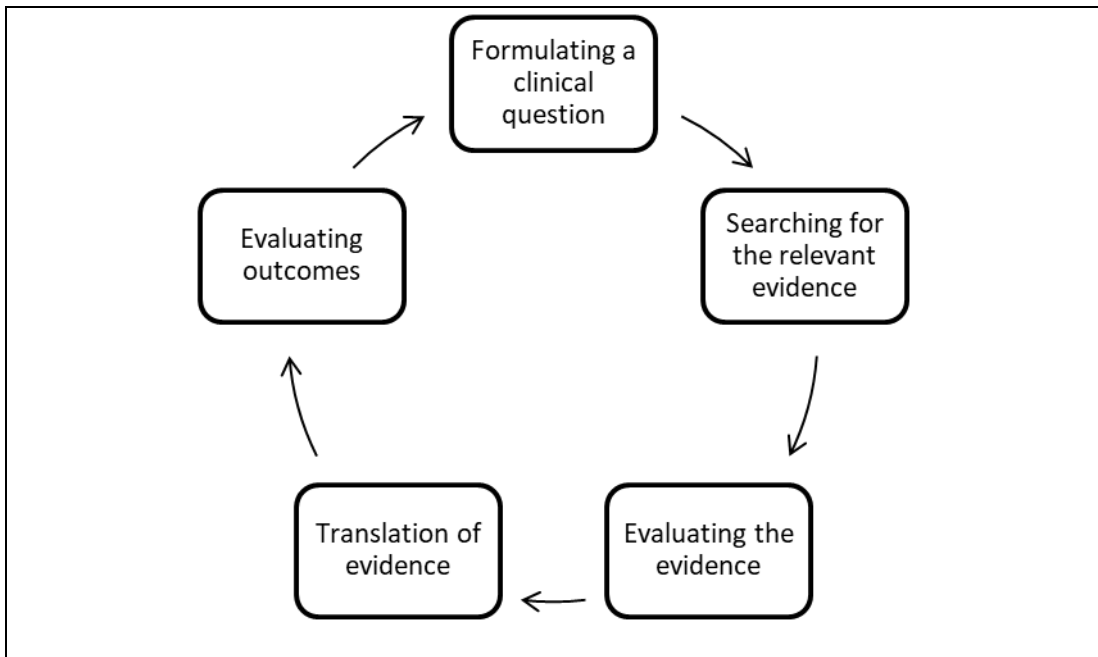 Formulating a
clinical
question
Searching for
the relevant
evidence
Evaluating the
evidence
Translation of
evidence
Evaluating
outcomes